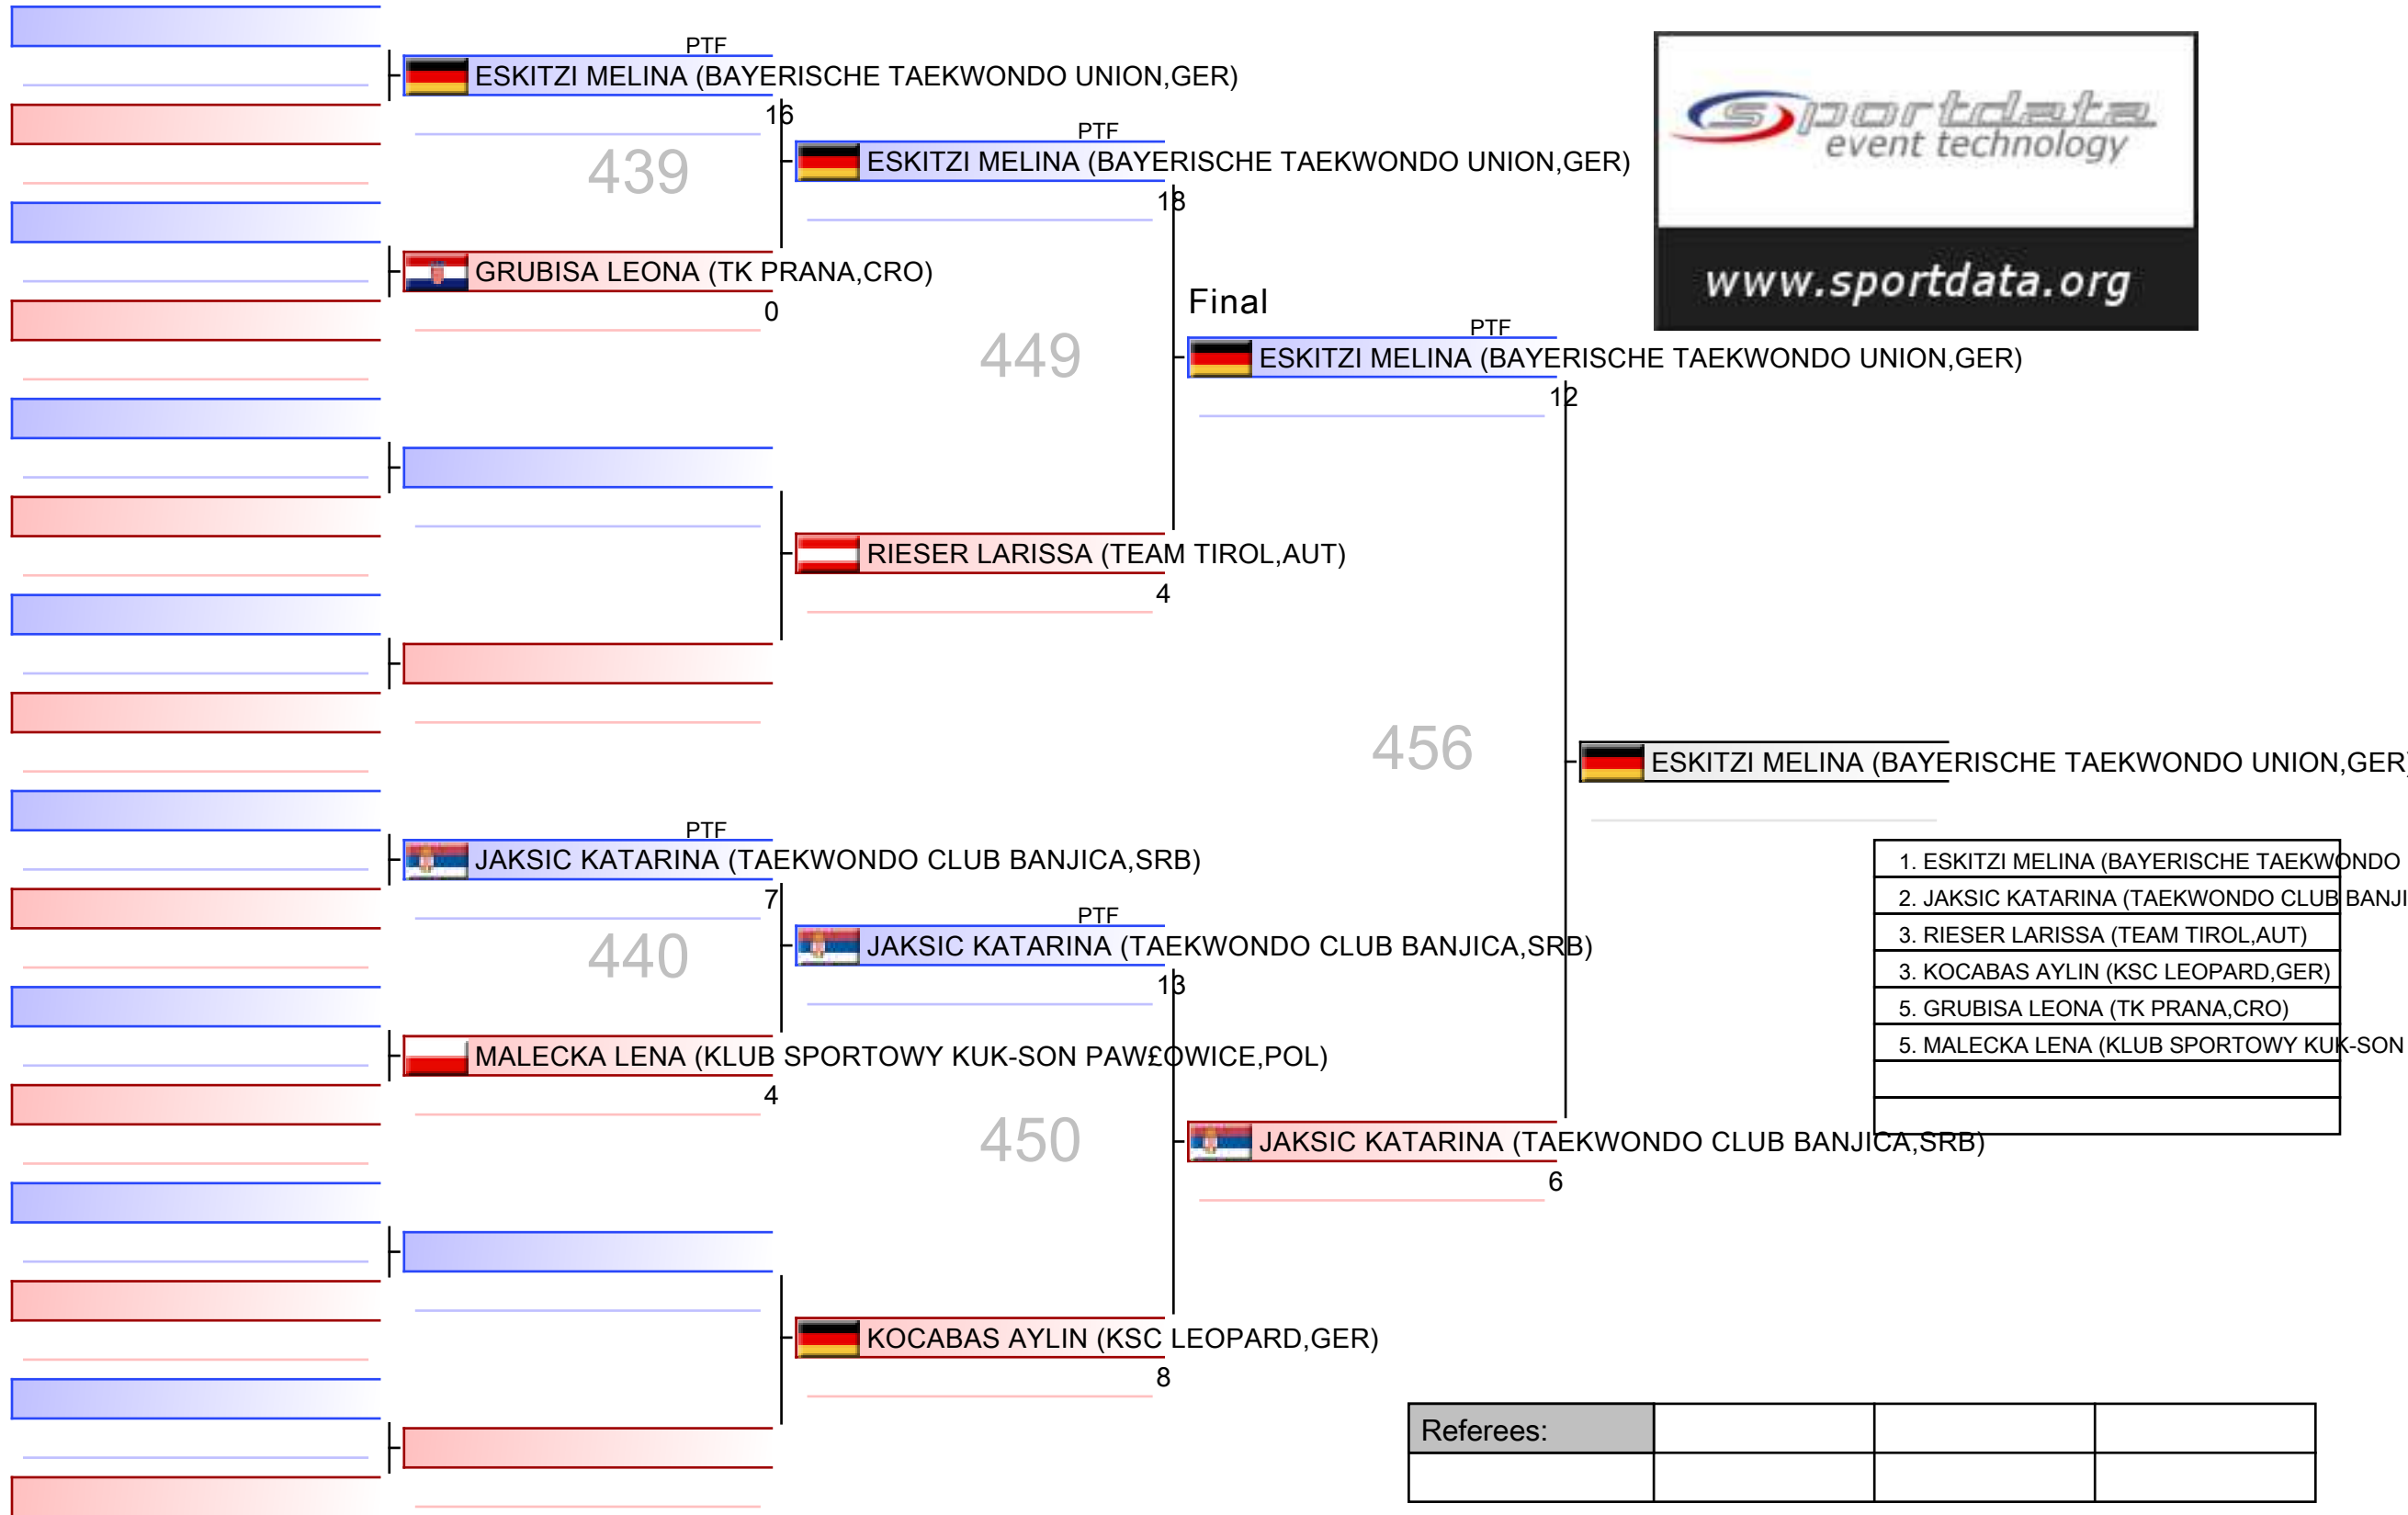 PTF
ESKITZI MELINA (BAYERISCHE TAEKWONDO UNION,GER)
16
439
GRUBISA LEONA (TK PRANA,CRO)
0
PTF
ESKITZI MELINA (BAYERISCHE TAEKWONDO UNION,GER)
18
449
RIESER LARISSA (TEAM TIROL,AUT)
4
PTF
JAKSIC KATARINA (TAEKWONDO CLUB BANJICA,SRB)
7
440
MALECKA LENA (KLUB SPORTOWY KUK-SON PAW£OWICE,POL)
4
PTF
JAKSIC KATARINA (TAEKWONDO CLUB BANJICA,SRB)
13
450
KOCABAS AYLIN (KSC LEOPARD,GER)
8
Final
PTF
ESKITZI MELINA (BAYERISCHE TAEKWONDO UNION,GER)
12
456
JAKSIC KATARINA (TAEKWONDO CLUB BANJICA,SRB)
6
ESKITZI MELINA (BAYERISCHE TAEKWONDO UNION,GER)
sportdata
event technology
www.sportdata.org
1. ESKITZI MELINA (BAYERISCHE TAEKWONDO
2. JAKSIC KATARINA (TAEKWONDO CLUB BANJI
3. RIESER LARISSA (TEAM TIROL,AUT)
3. KOCABAS AYLIN (KSC LEOPARD,GER)
5. GRUBISA LEONA (TK PRANA,CRO)
5. MALECKA LENA (KLUB SPORTOWY KUK-SON
Referees: